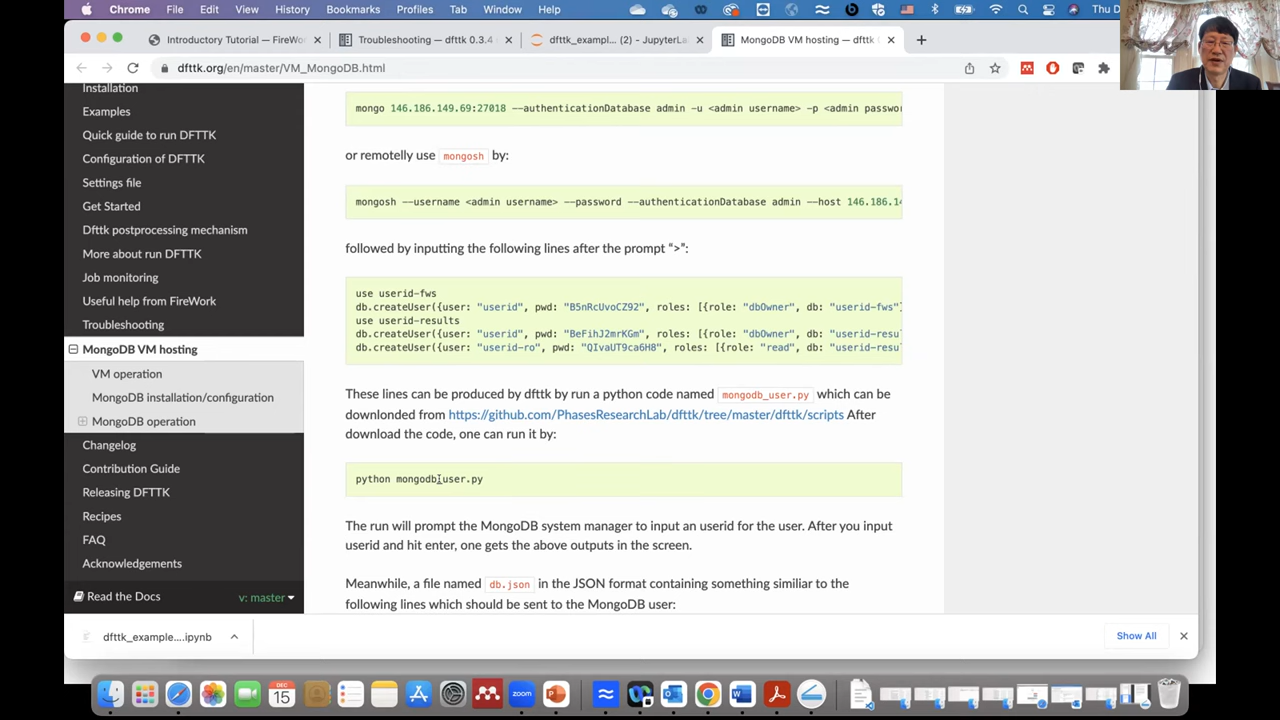 Chrome File Edit View History Bookmarks Profiles Tab Window Help Thu D
Introductory Tutorial — FireWo
Troubleshooting — dfttk 0.3.4
dfttk_exampl... (2) - JupyterLa
MongoDB VM hosting — dfttk
dfttk.org/en/master/VM_MongoDB.html
Installation
Examples
Quick guide to run DFTTK
Configuration of DFTTK
Settings file
Get Started
Dfttk postprocessing mechanism
More about run DFTTK
Job monitoring
Useful help from FireWork
Troubleshooting
MongoDB VM hosting
VM operation
MongoDB installation/configuration
MongoDB operation
Changelog
Contribution Guide
Releasing DFTTK
Recipes
FAQ
Acknowledgements
Read the Docs v: master
mongo 146.186.149.69:27018 --authenticationDatabase admin -u <admin username> -p <admin passwor
or remotelly use mongosh by:
mongosh --username <admin username> --password --authenticationDatabase admin --host 146.186.14
followed by inputting the following lines after the prompt “>”:
use userid-fws
db.createUser({user: "userid", pwd: "B5nRcUvoCZ92", roles: [{role: "dbOwner", db: "userid-fws"}
use userid-results
db.createUser({user: "userid", pwd: "BeFihJ2mrKGm", roles: [{role: "dbOwner", db: "userid-resu
db.createUser({user: "userid-ro", pwd: "QIvaUT9ca6H8", roles: [{role: "read", db: "userid-resu
These lines can be produced by dfttk by run a python code named mongodb_user.py which can be
downlonded from https://github.com/PhasesResearchLab/dfttk/tree/master/dfttk/scripts After
download the code, one can run it by:
python mongodb_user.py
The run will prompt the MongoDB system manager to input an userid for the user. After you input
userid and hit enter, one gets the above outputs in the screen.
Meanwhile, a file named db.json in the JSON format containing something similiar to the
following lines which should be sent to the MongoDB user:
dfttk_example....ipynb
Show All
DEC
15
zoom